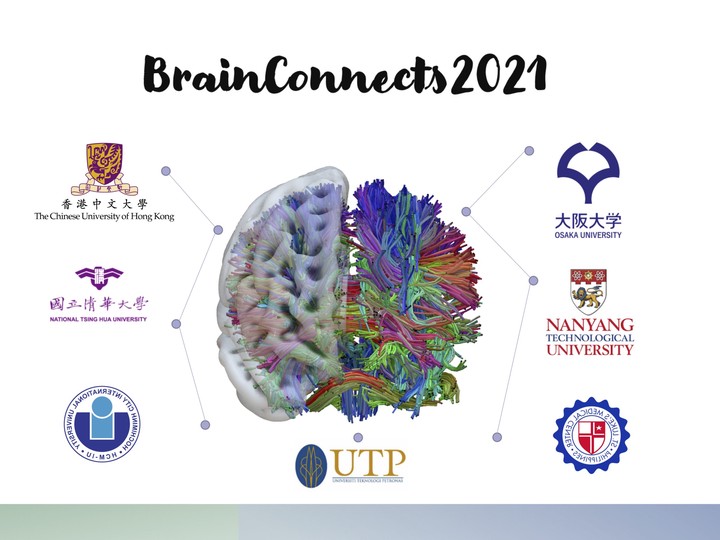 BrainConnects2021
香港中文大學
The Chinese University of Hong Kong
大阪大学
OSAKA UNIVERSITY
國立清華大學
NATIONAL TSING HUA UNIVERSITY
NANYANG
TECHNOLOGICAL
UNIVERSITY
HOCHIMINH CITY INTERNATIONAL UNIVERSITY
HCM-IU
ST. LUKE'S MEDICAL CENTER
PHILIPPINES
UTP
UNIVERSITI TEKNOLOGI PETRONAS